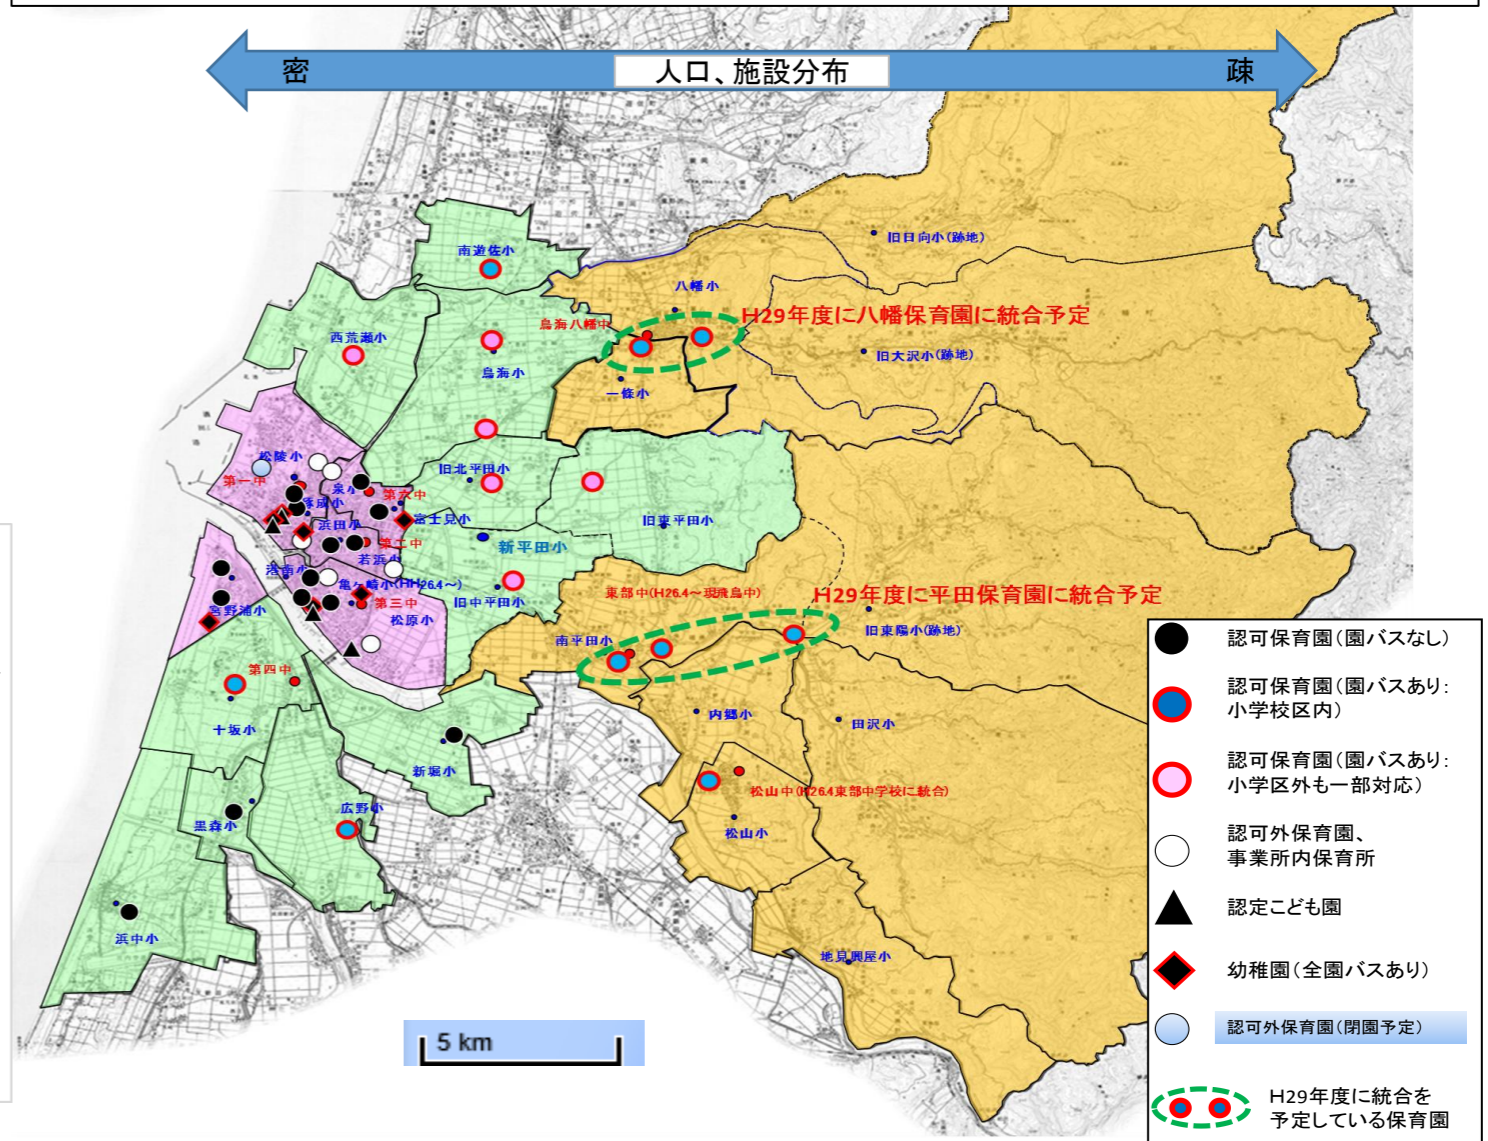 密
人口、施設分布
疎
旧日向小(跡地)
南遊佐小
八幡小
H29年度に八幡保育園に統合予定
鳥海八幡中
西荒瀬小
旧大沢小(跡地)
鳥海小
一條小
松陵小
旧北平田小
第一中
泉小
第六中
琢成小
富士見小
旧東平田小
浜田小
第二中
新平田小
若浜小
港南小
亀ヶ崎小(HH26.4～)
東部中(H26.4～現飛鳥中)
H29年度に平田保育園に統合予定
旧中平田小
第三中
宮野浦小
松原小
旧東陽小(跡地)
南平田小
第四中
内郷小
田沢小
十坂小
新堀小
松山中(H26.4東部中学校に統合)
広野小
黒森小
松山小
浜中小
地見興屋小
5 km
認可保育園(園バスなし)
認可保育園(園バスあり:
小学校区内)
認可保育園(園バスあり:
小学区外も一部対応)
認可外保育園、
事業所内保育所
認定こども園
幼稚園(全園バスあり)
認可外保育園(閉園予定)
H29年度に統合を
予定している保育園